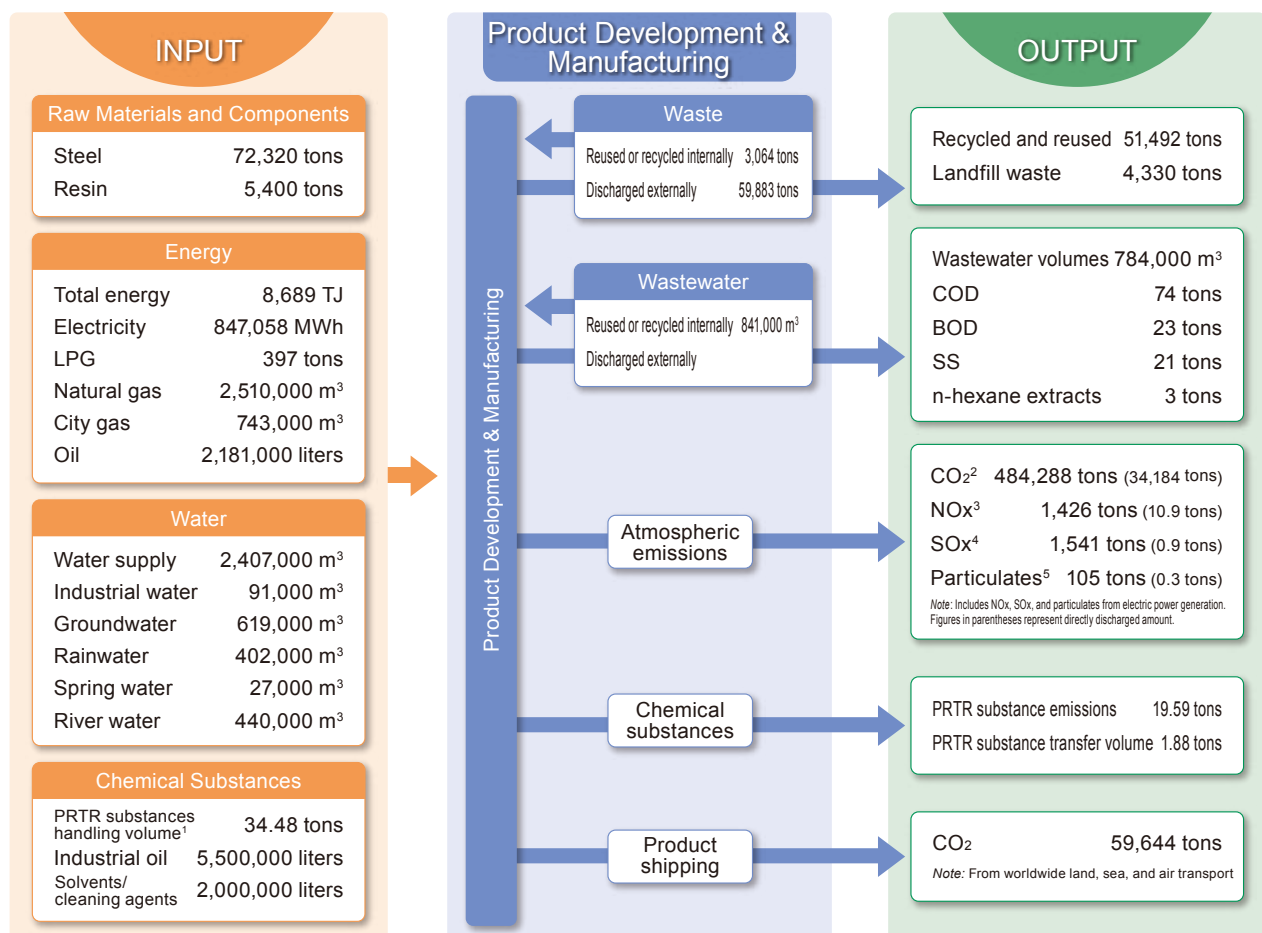 INPUT
Raw Materials and Components
Steel 72,320 tons
Resin 5,400 tons
Energy
Total energy 8,689 TJ
Electricity 847,058 MWh
LPG 397 tons
Natural gas 2,510,000 m³
City gas 743,000 m³
Oil 2,181,000 liters
Water
Water supply 2,407,000 m³
Industrial water 91,000 m³
Groundwater 619,000 m³
Rainwater 402,000 m³
Spring water 27,000 m³
River water 440,000 m³
Chemical Substances
PRTR substances
handling volume¹ 34.48 tons
Industrial oil 5,500,000 liters
Solvents/
cleaning agents 2,000,000 liters
Product Development &
Manufacturing
Product Development & Manufacturing
Waste
Reused or recycled internally 3,064 tons
Discharged externally 59,883 tons
Wastewater
Reused or recycled internally 841,000 m³
Discharged externally
Atmospheric
emissions
Chemical
substances
Product
shipping
OUTPUT
Recycled and reused 51,492 tons
Landfill waste 4,330 tons
Wastewater volumes 784,000 m³
COD 74 tons
BOD 23 tons
SS 21 tons
n-hexane extracts 3 tons
CO₂² 484,288 tons (34,184 tons)
NOx³ 1,426 tons (10.9 tons)
SOx⁴ 1,541 tons (0.9 tons)
Particulates⁵ 105 tons (0.3 tons)
Note: Includes NOx, SOx, and particulates from electric power generation.
Figures in parentheses represent directly discharged amount.
PRTR substance emissions 19.59 tons
PRTR substance transfer volume 1.88 tons
CO₂ 59,644 tons
Note: From worldwide land, sea, and air transport